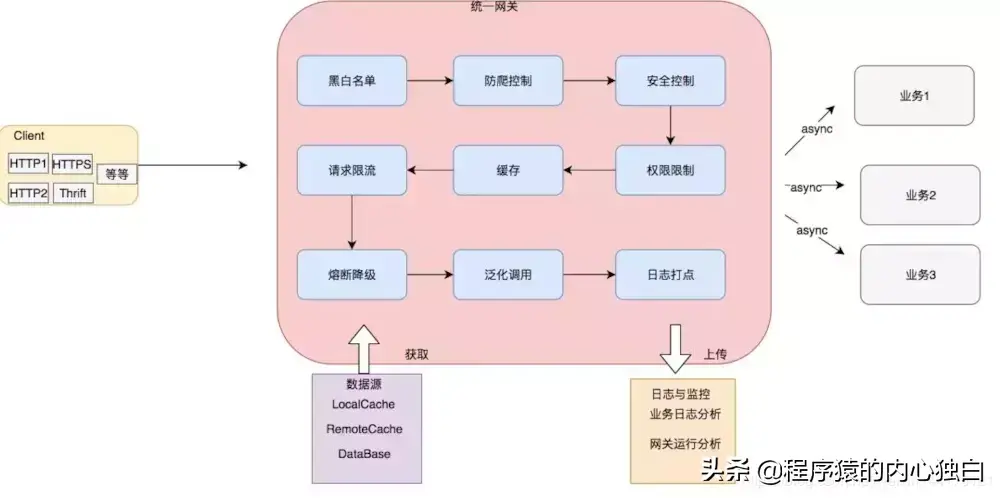 统一网关
黑白名单
防爬控制
安全控制
业务1
async
Client
HTTP1
HTTPS
等等
HTTP2
Thrift
请求限流
缓存
权限限制
async
业务2
async
熔断降级
泛化调用
日志打点
业务3
获取
上传
数据源
LocalCache
RemoteCache
DataBase
日志与监控
业务日志分析
网关运行分析
头条 @程序猿的内心独白